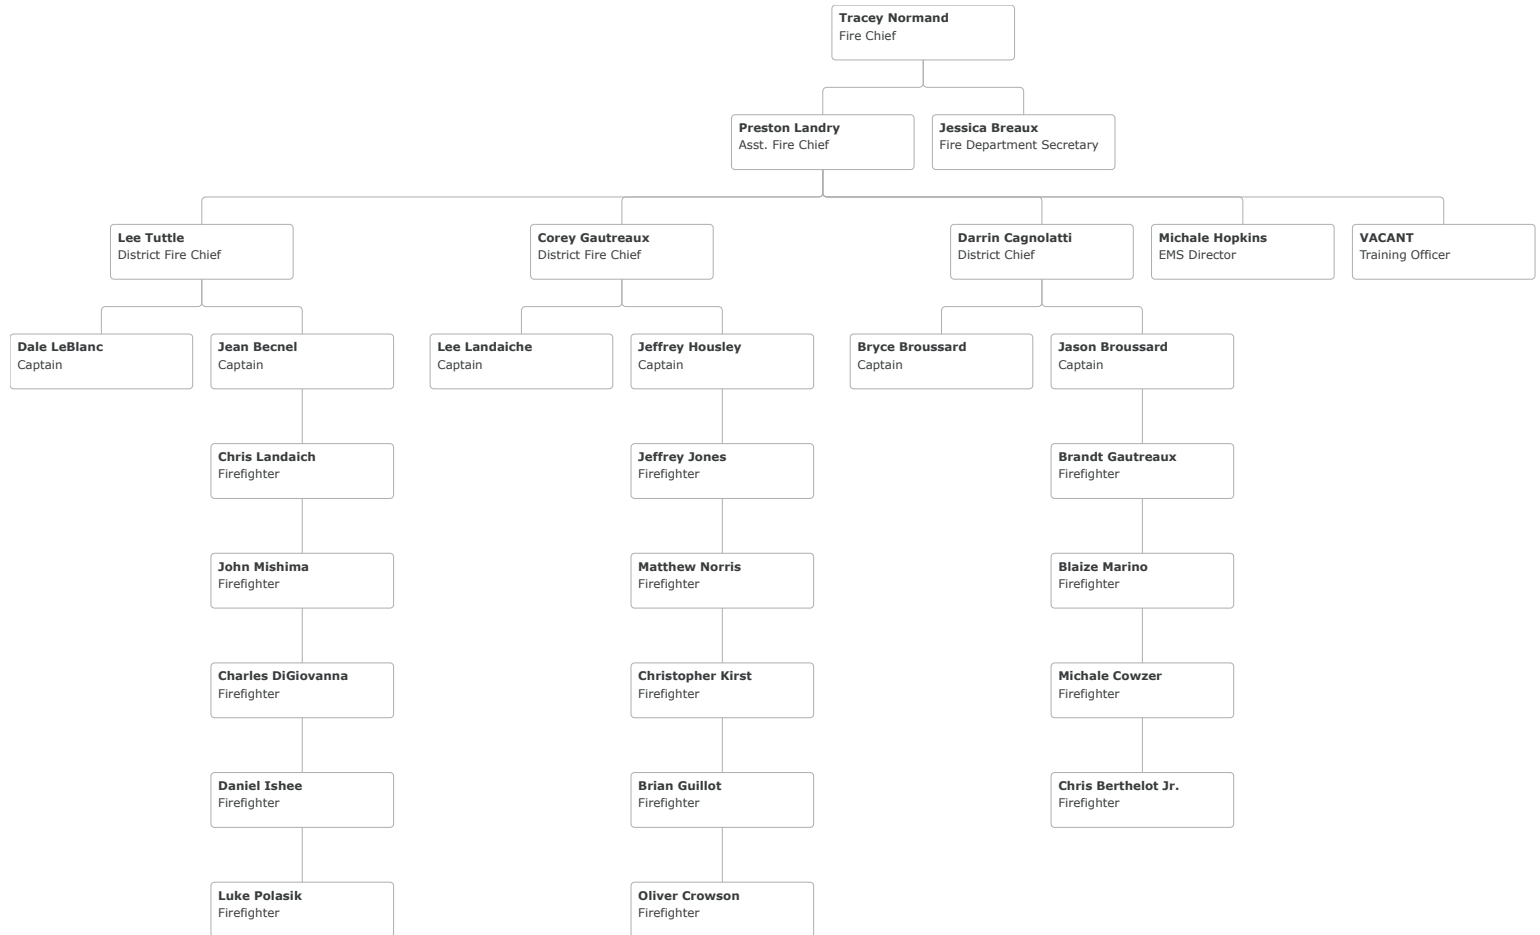 Tracey Normand
Fire Chief
Preston Landry
Asst. Fire Chief
Jessica Breaux
Fire Department Secretary
Lee Tuttle
District Fire Chief
Corey Gautreaux
District Fire Chief
Darrin Cagnolatti
District Chief
Michale Hopkins
EMS Director
VACANT
Training Officer
Dale LeBlanc
Captain
Jean Becnel
Captain
Lee Landaiche
Captain
Jeffrey Housley
Captain
Bryce Broussard
Captain
Jason Broussard
Captain
Chris Landaich
Firefighter
Jeffrey Jones
Firefighter
Brandt Gautreaux
Firefighter
John Mishima
Firefighter
Matthew Norris
Firefighter
Blaize Marino
Firefighter
Charles DiGiovanna
Firefighter
Christopher Kirst
Firefighter
Michale Cowzer
Firefighter
Daniel Ishee
Firefighter
Brian Guillot
Firefighter
Chris Berthelot Jr.
Firefighter
Luke Polasik
Firefighter
Oliver Crowson
Firefighter